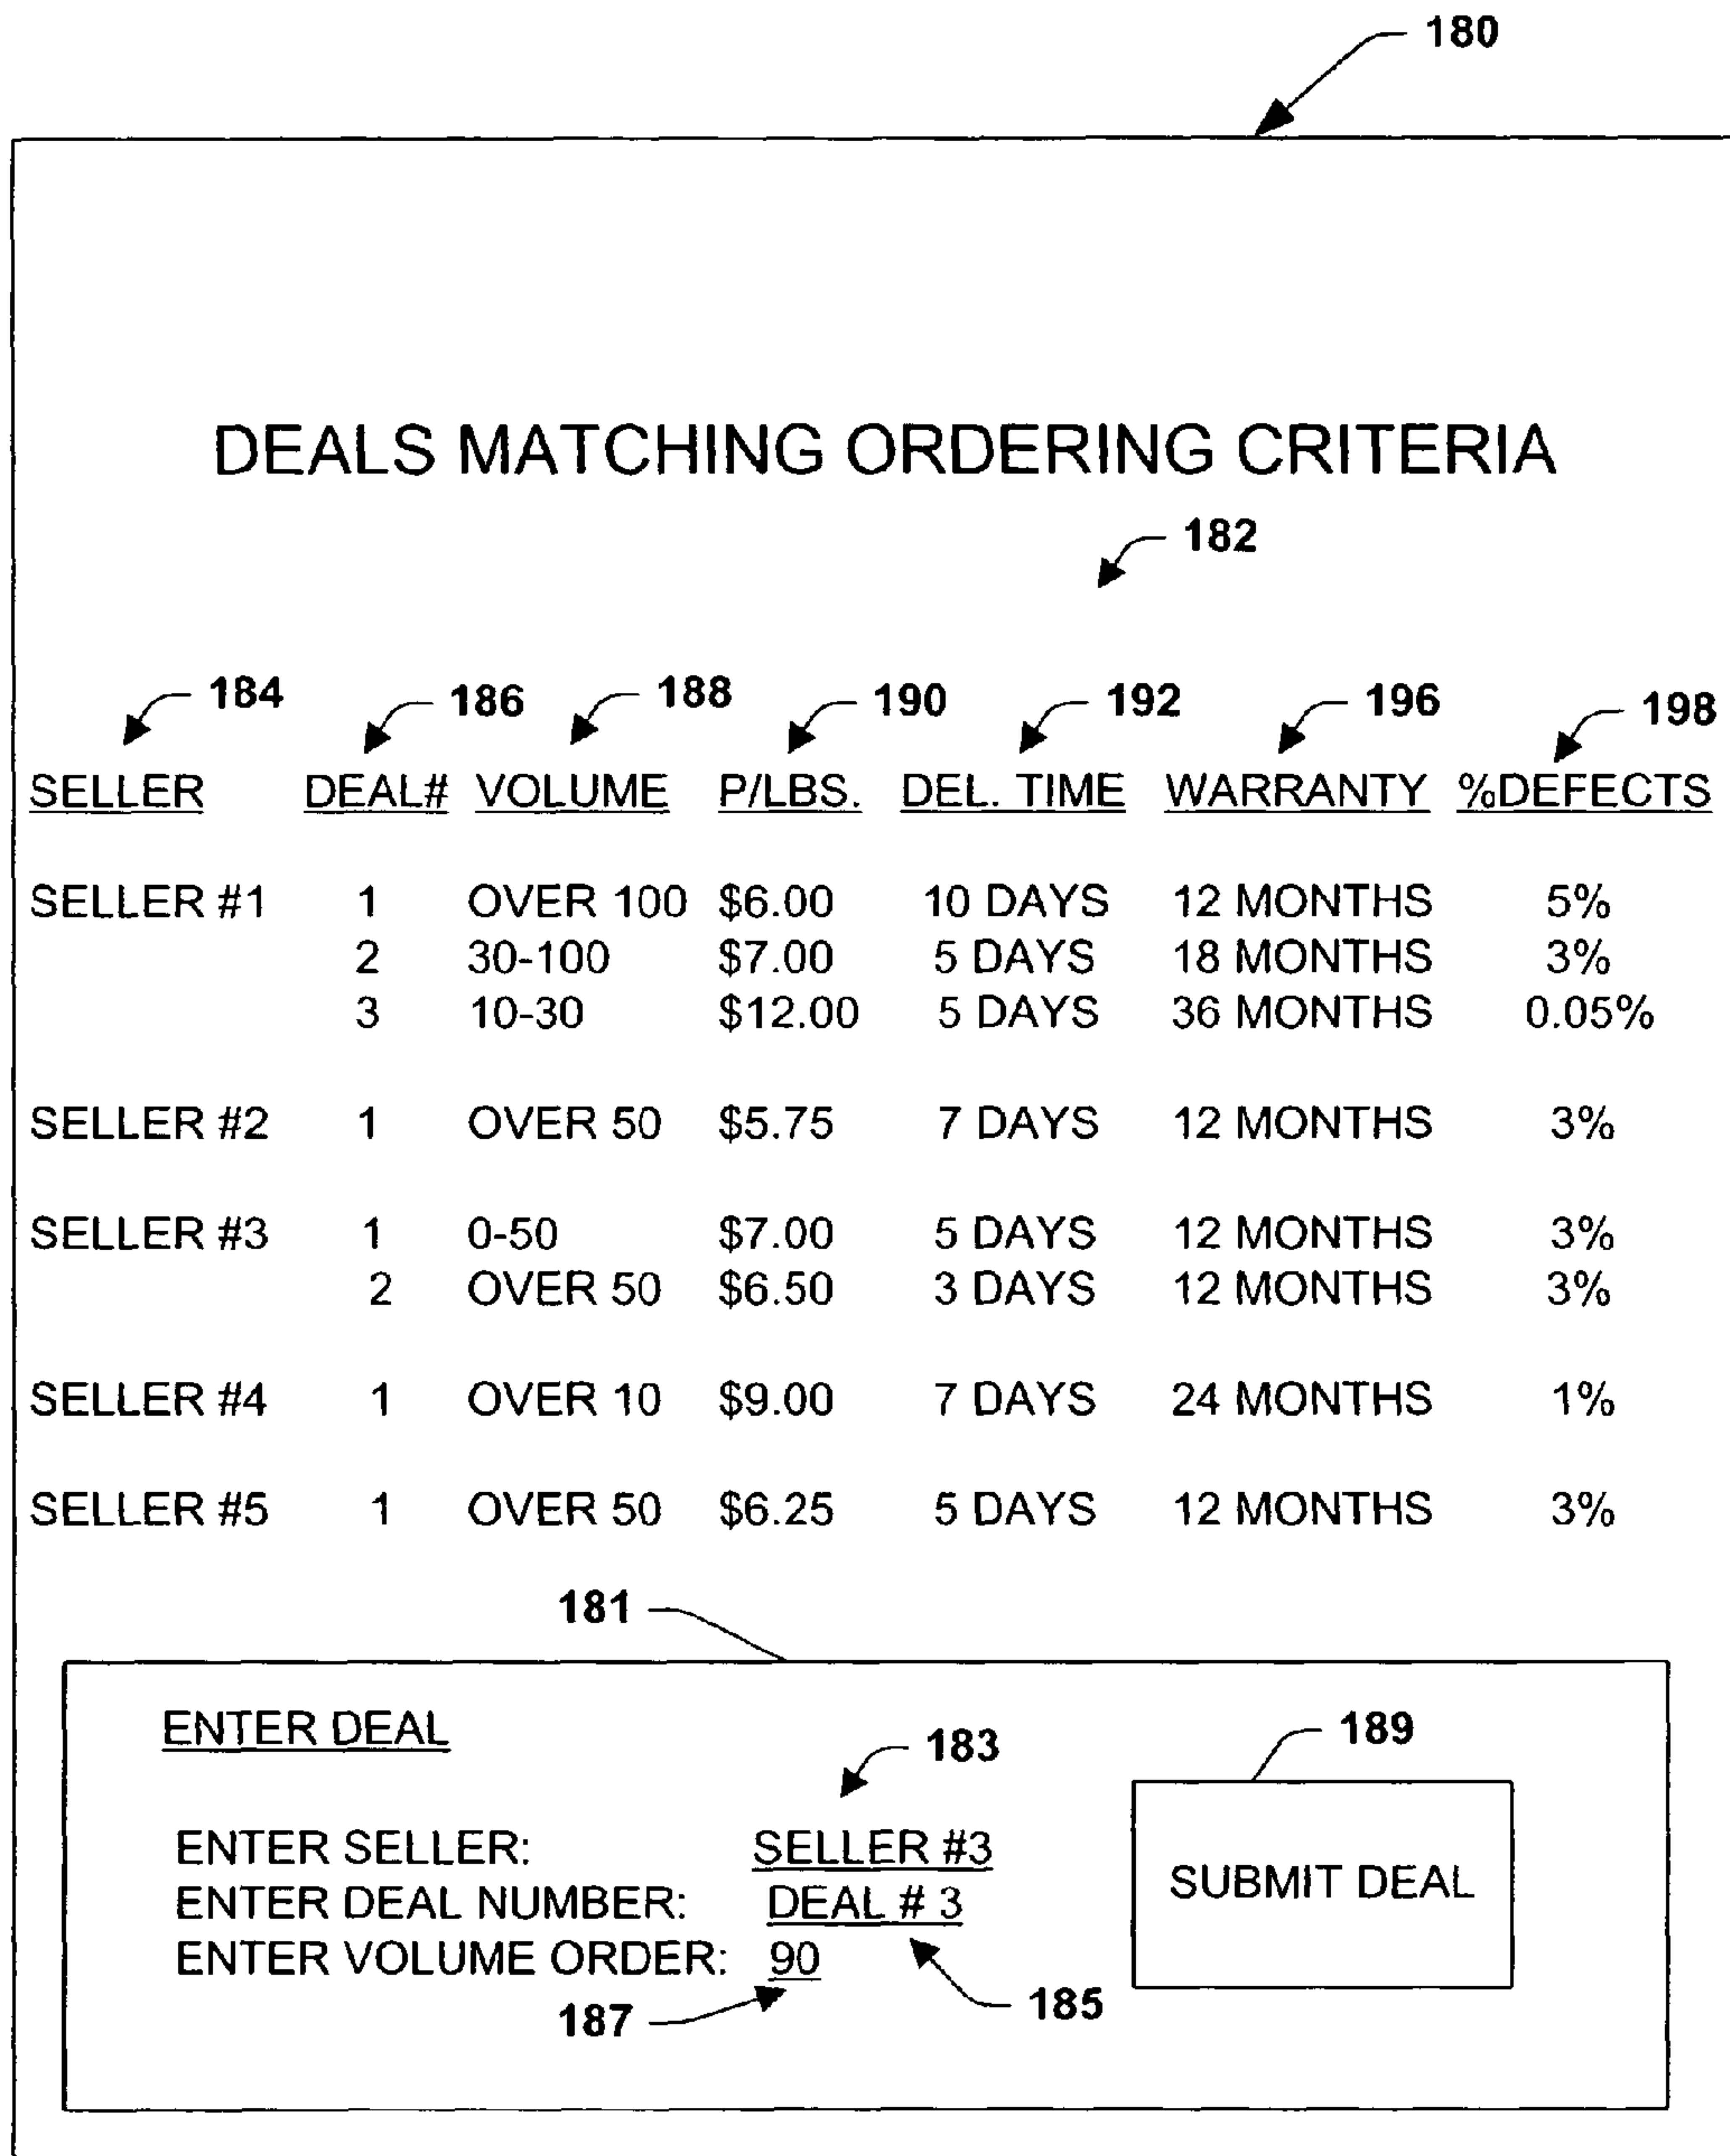 180
DEALS MATCHING ORDERING CRITERIA
182
184 186 188 190 192 196 198
SELLER DEAL# VOLUME P/LBS. DEL. TIME WARRANTY %DEFECTS
SELLER #1 1 OVER 100 $6.00 10 DAYS 12 MONTHS 5%
2 30-100 $7.00 5 DAYS 18 MONTHS 3%
3 10-30 $12.00 5 DAYS 36 MONTHS 0.05%
SELLER #2 1 OVER 50 $5.75 7 DAYS 12 MONTHS 3%
SELLER #3 1 0-50 $7.00 5 DAYS 12 MONTHS 3%
2 OVER 50 $6.50 3 DAYS 12 MONTHS 3%
SELLER #4 1 OVER 10 $9.00 7 DAYS 24 MONTHS 1%
SELLER #5 1 OVER 50 $6.25 5 DAYS 12 MONTHS 3%
181
ENTER DEAL
183
189
ENTER SELLER: SELLER #3
ENTER DEAL NUMBER: DEAL # 3
SUBMIT DEAL
ENTER VOLUME ORDER: 90
187
185